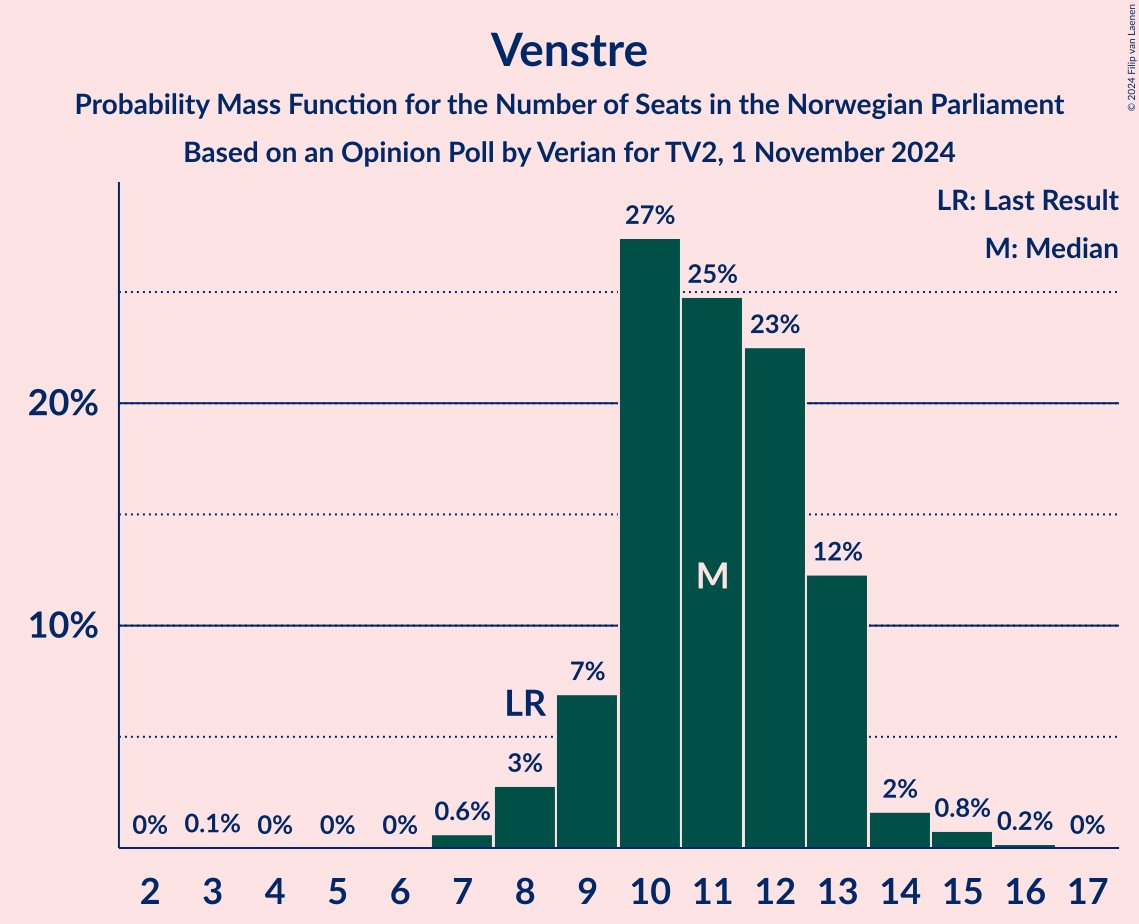 Venstre
Probability Mass Function for the Number of Seats in the Norwegian Parliament
Based on an Opinion Poll by Verian for TV2, 1 November 2024
© 2024 Filip van Laenen
LR: Last Result
M: Median
27%
25%
23%
20%
12%
M
10%
7%
LR
3%
2%
0% 0.1% 0% 0% 0% 0.6% 0.8% 0.2% 0%
2 3 4 5 6 7 8 9 10 11 12 13 14 15 16 17